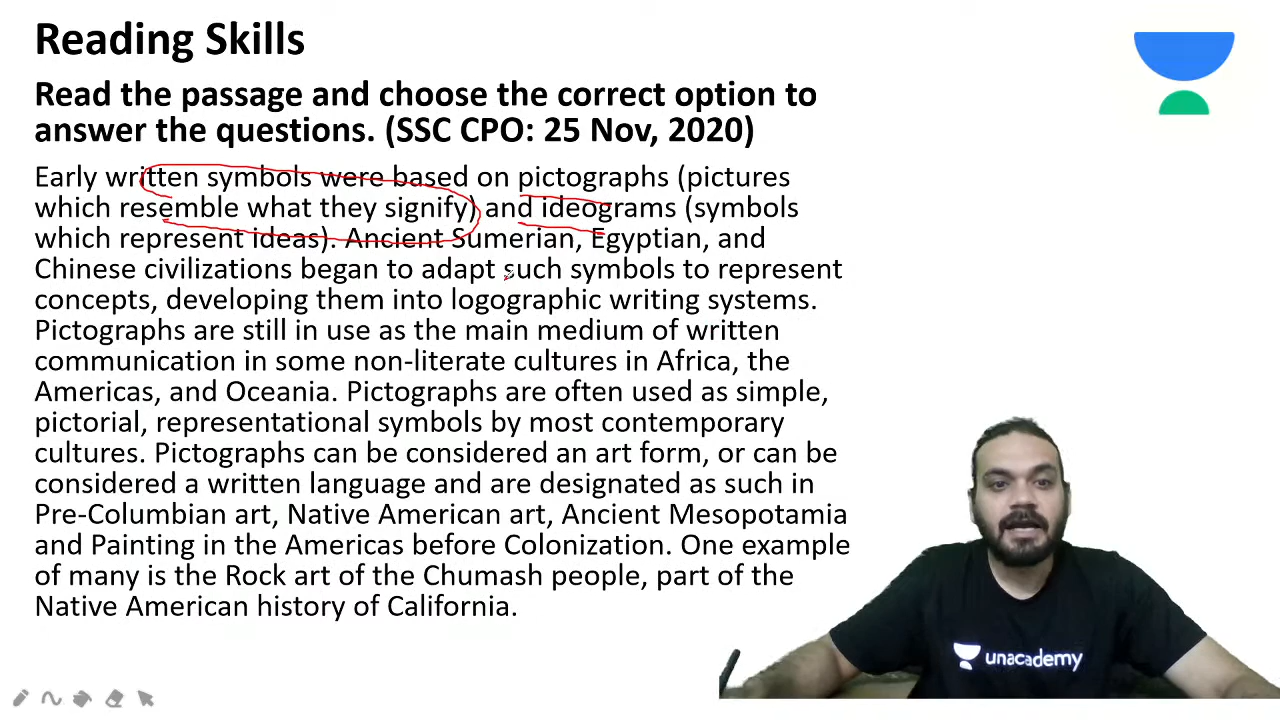 Reading Skills
Read the passage and choose the correct option to
answer the questions. (SSC CPO: 25 Nov, 2020)
Early written symbols were based on pictographs (pictures
which resemble what they signify) and ideograms (symbols
which represent ideas). Ancient Sumerian, Egyptian, and
Chinese civilizations began to adapt such symbols to represent
concepts, developing them into logographic writing systems.
Pictographs are still in use as the main medium of written
communication in some non-literate cultures in Africa, the
Americas, and Oceania. Pictographs are often used as simple,
pictorial, representational symbols by most contemporary
cultures. Pictographs can be considered an art form, or can be
considered a written language and are designated as such in
Pre-Columbian art, Native American art, Ancient Mesopotamia
and Painting in the Americas before Colonization. One example
of many is the Rock art of the Chumash people, part of the
Native American history of California.
unacademy